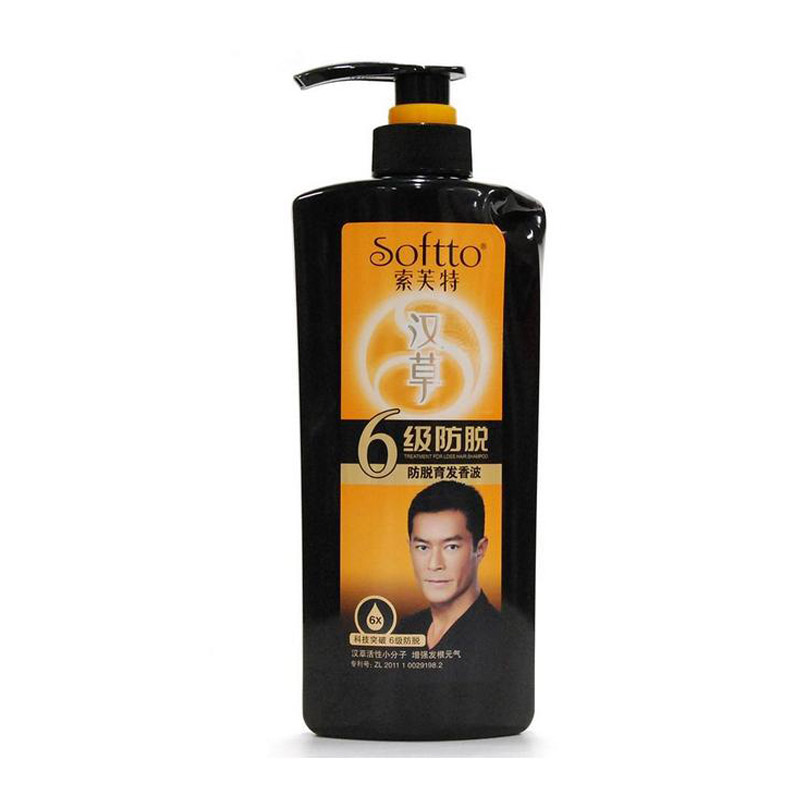 Softto®
索芙特
汉草
6级防脱
TREATMENT FOR LOSS HAIR SHAMPOO
防脱育发香波
6X
科技突破 6级防脱
汉草活性小分子 增强发根元气
专利号: ZL 2011 1 0029198.2